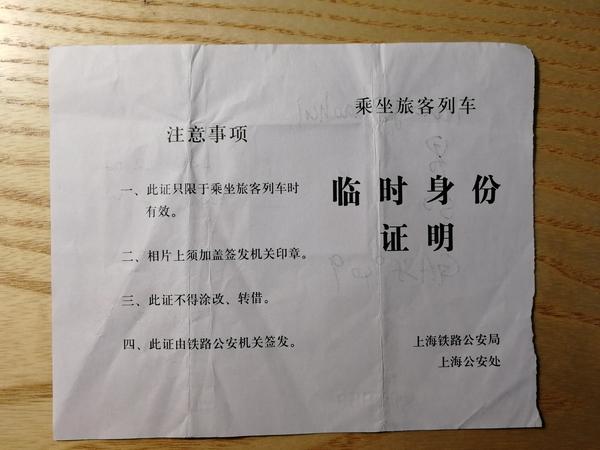 注意事项
一、此证只限于乘坐旅客列车时
有效。
二、相片上须加盖签发机关印章。
三、此证不得涂改、转借。
四、此证由铁路公安机关签发。
乘坐旅客列车
临时身份
证明
上海铁路公安局
上海公安处